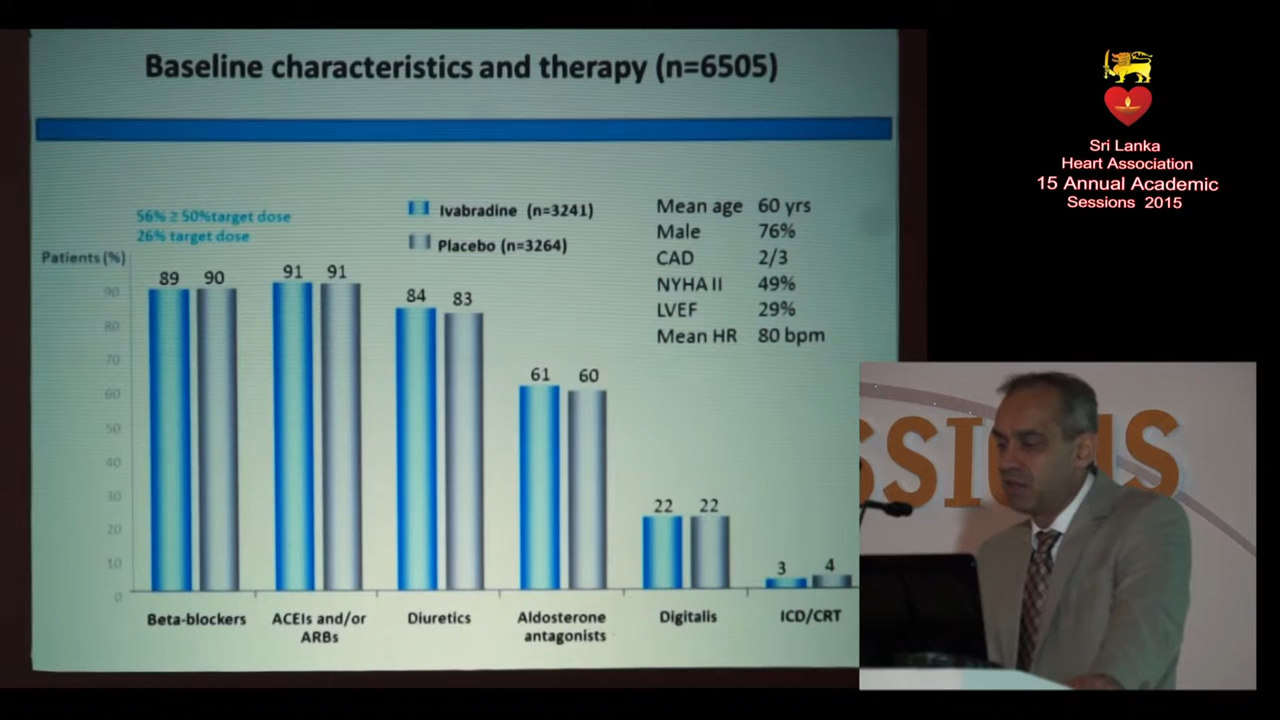 Baseline characteristics and therapy (n=6505)
56% ≥ 50%target dose
26% target dose
Patients (%)
Ivabradine (n=3241)
Placebo (n=3264)
Mean age 60 yrs
Male 76%
CAD 2/3
NYHA II 49%
LVEF 29%
Mean HR 80 bpm
89 90 91 91 84 83 61 60 22 22 3 4
90
80
70
60
50
40
30
20
10
0
Beta-blockers
ACEIs and/or
ARBs
Diuretics
Aldosterone
antagonists
Digitalis
ICD/CRT
Sri Lanka
Heart Association
15 Annual Academic
Sessions 2015
SSIONS